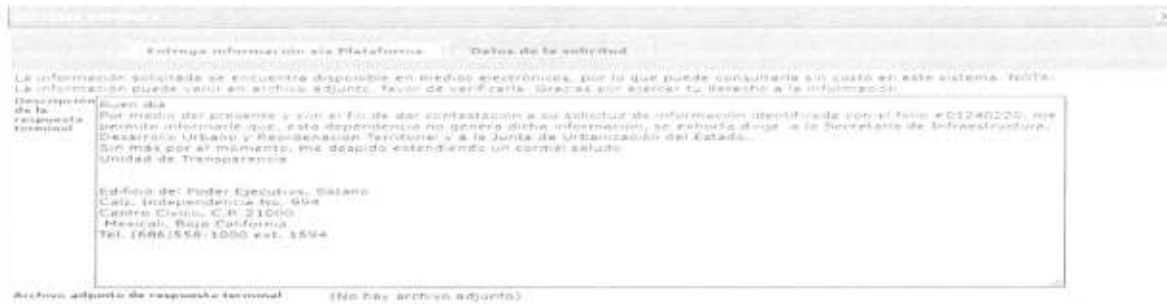 Entrega información vía Plataforma Datos de la solicitud
La información solicitada se encuentra disponible en medios electrónicos, por lo que puede consultarla sin costo en este sistema. NOTA:
La información puede venir en archivo adjunto, favor de verificarla. Gracias por ejercer tu derecho a la información.
Descripción
de la
respuesta
terminal
Buen día
Por medio del presente y con el fin de dar contestación a su solicitud de información identificada con el folio #01240220, me
permito informarle que, esta dependencia no genera dicha información, se exhorta dirigir a la Secretaría de Infraestructura,
Desarrollo Urbano y Reordenación Territorial y a la Junta de Urbanización del Estado.
Sin más por el momento, me despido extendiendo un cordial saludo.
Unidad de Transparencia
Edificio del Poder Ejecutivo, Sótano
Calz. Independencia No. 994
Centro Cívico, C.P. 21000
Mexicali, Baja California
Tel. (686)558-1000 ext. 1594
Archivo adjunto de respuesta terminal (No hay archivo adjunto)